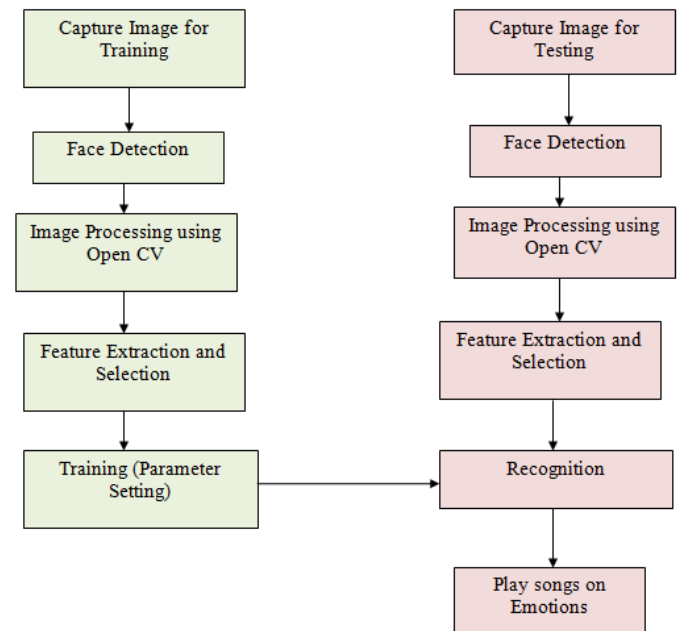 Capture Image for
Training
Face Detection
Image Processing using
Open CV
Feature Extraction and
Selection
Training (Parameter
Setting)
Capture Image for
Testing
Face Detection
Image Processing using
Open CV
Feature Extraction and
Selection
Recognition
Play songs on
Emotions